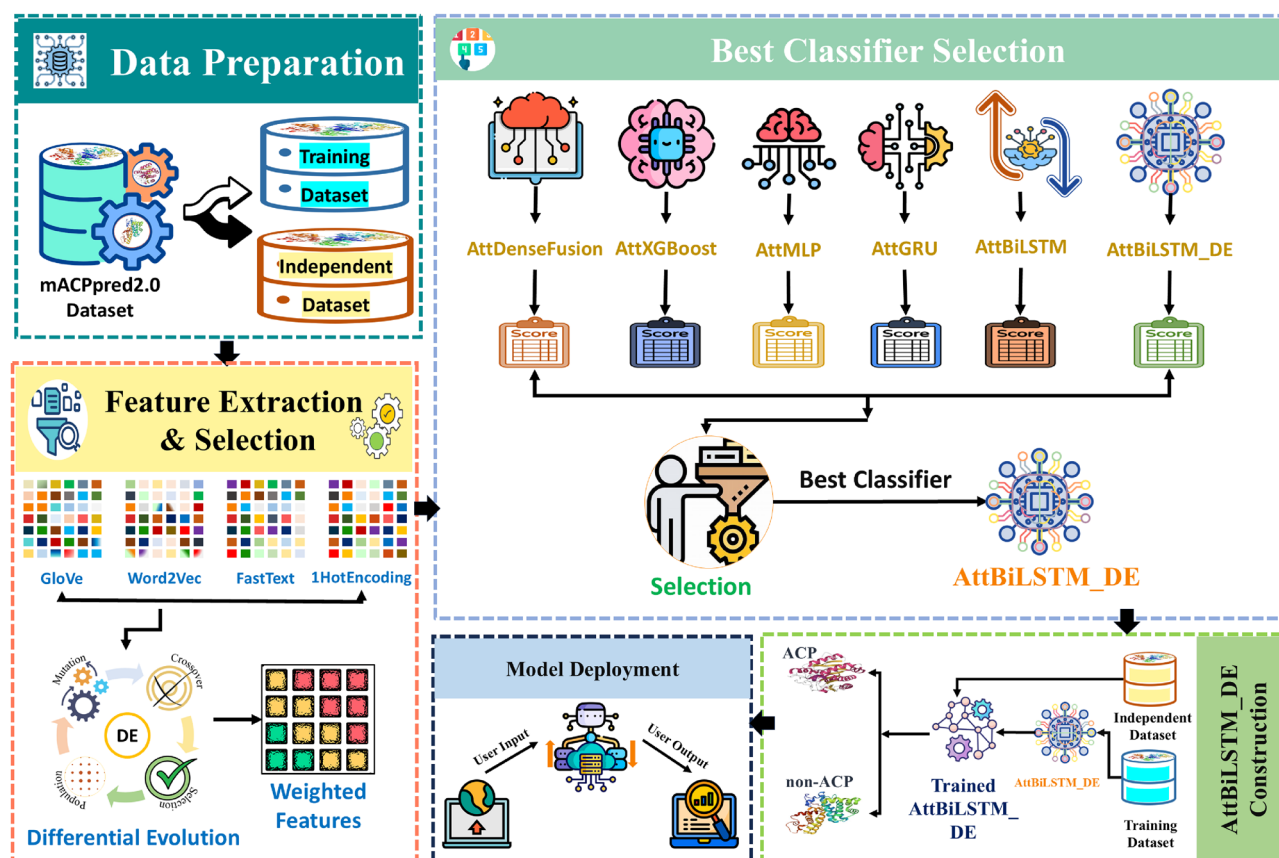 Data Preparation
mACPpred2.0
Dataset
Training
Dataset
Independent
Dataset
Feature Extraction
& Selection
GloVe
Word2Vec
FastText
1HotEncoding
Mutation
Crossover
DE
Population
Selection
Differential Evolution
Weighted
Features
Best Classifier Selection
2
4 5
AttDenseFusion
AttXGBoost
AttMLP
AttGRU
AttBiLSTM
AttBiLSTM_DE
Score
Score
Score
Score
Score
Score
Selection
Best Classifier
AttBiLSTM_DE
Model Deployment
User Input
User Output
ACP
non-ACP
Trained
AttBiLSTM_
DE
AttBiLSTM_DE
Independent
Dataset
Training
Dataset
AttBiLSTM_DE
Construction